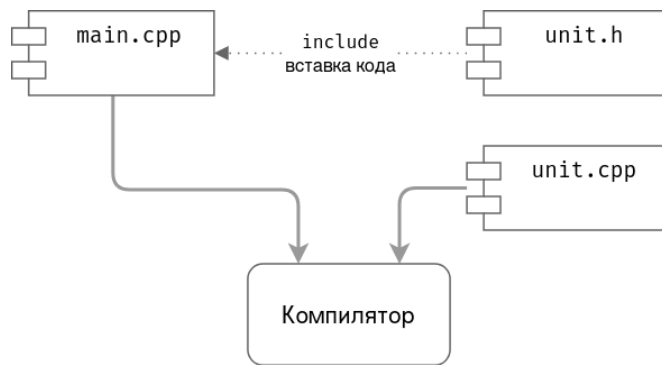 main.cpp
include
вставка кода
unit.h
unit.cpp
Компилятор